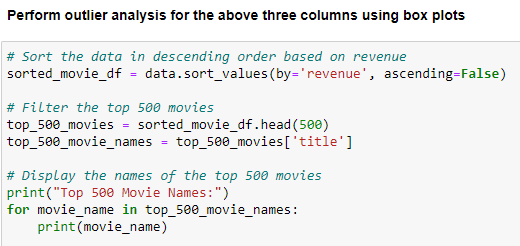 Perform outlier analysis for the above three columns using box plots
# Sort the data in descending order based on revenue
sorted_movie_df = data.sort_values(by='revenue', ascending=False)
# Filter the top 500 movies
top_500_movies = sorted_movie_df.head(500)
top_500_movie_names = top_500_movies['title']
# Display the names of the top 500 movies
print("Top 500 Movie Names:")
for movie_name in top_500_movie_names:
    print(movie_name)